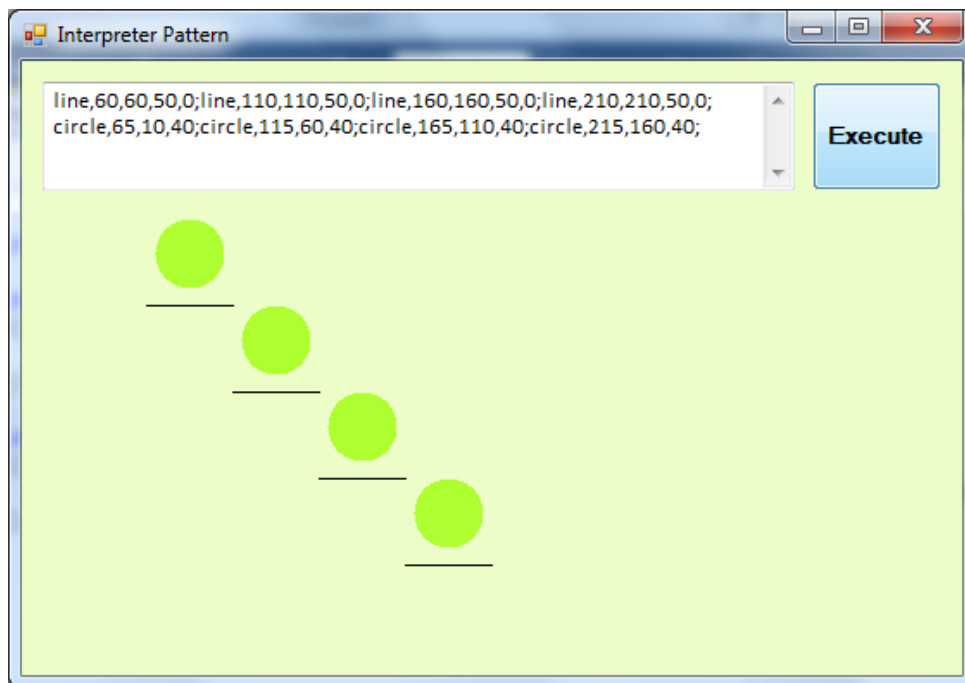 Interpreter Pattern
line,60,60,50,0;line,110,110,50,0;line,160,160,50,0;line,210,210,50,0;
circle,65,10,40;circle,115,60,40;circle,165,110,40;circle,215,160,40;
Execute